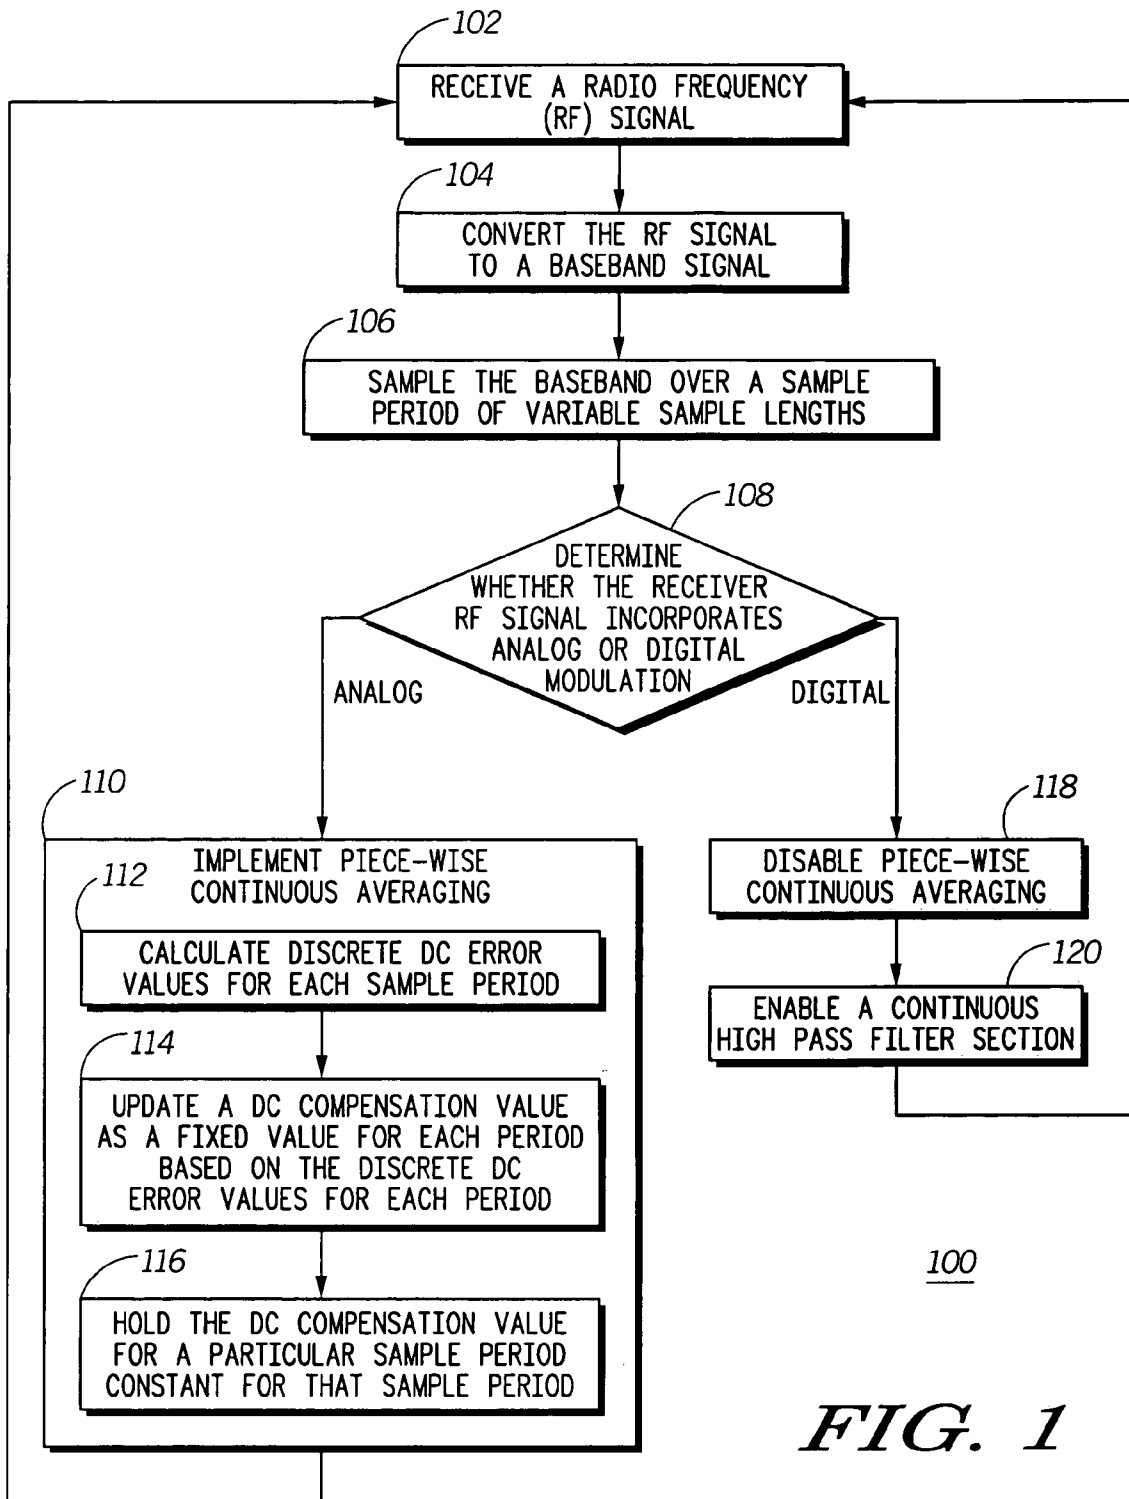 102
RECEIVE A RADIO FREQUENCY
(RF) SIGNAL
104
CONVERT THE RF SIGNAL
TO A BASEBAND SIGNAL
106
SAMPLE THE BASEBAND OVER A SAMPLE
PERIOD OF VARIABLE SAMPLE LENGTHS
108
DETERMINE
WHETHER THE RECEIVER
RF SIGNAL INCORPORATES
ANALOG OR DIGITAL
MODULATION
ANALOG
DIGITAL
110
IMPLEMENT PIECE-WISE
CONTINUOUS AVERAGING
112
CALCULATE DISCRETE DC ERROR
VALUES FOR EACH SAMPLE PERIOD
114
UPDATE A DC COMPENSATION VALUE
AS A FIXED VALUE FOR EACH PERIOD
BASED ON THE DISCRETE DC
ERROR VALUES FOR EACH PERIOD
116
HOLD THE DC COMPENSATION VALUE
FOR A PARTICULAR SAMPLE PERIOD
CONSTANT FOR THAT SAMPLE PERIOD
118
DISABLE PIECE-WISE
CONTINUOUS AVERAGING
120
ENABLE A CONTINUOUS
HIGH PASS FILTER SECTION
100
FIG. 1